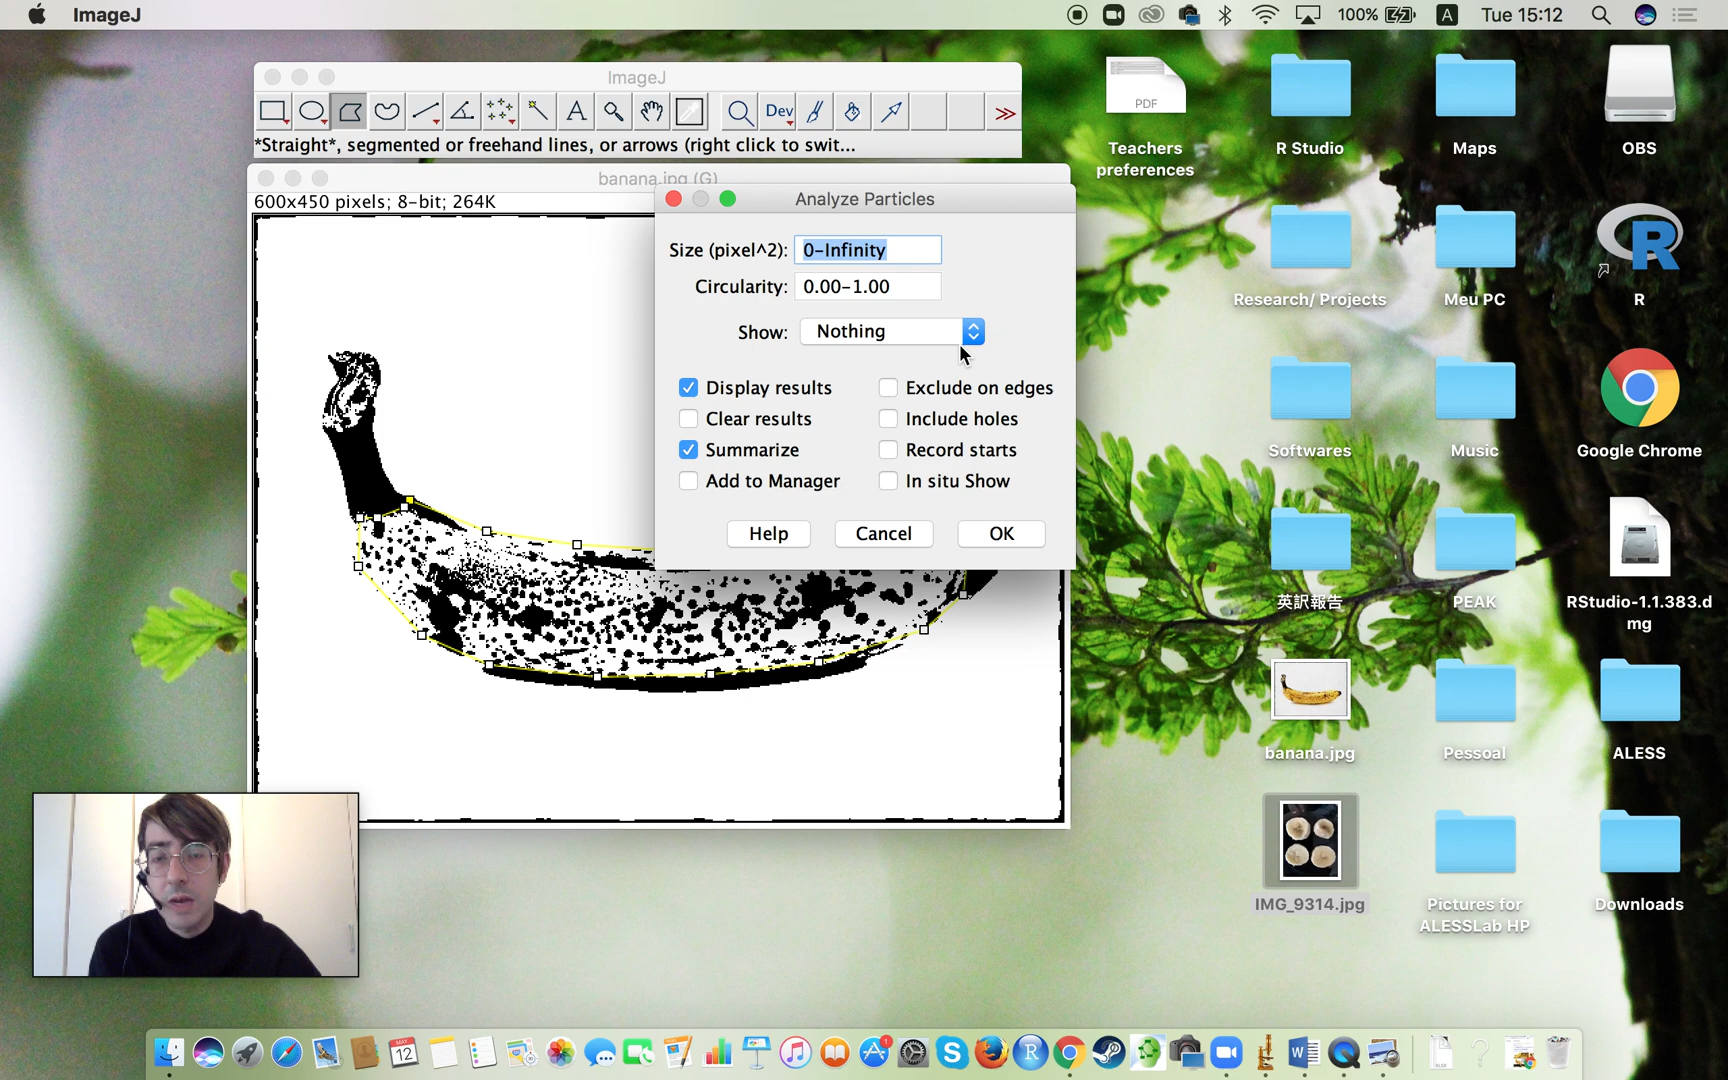 ImageJ
100%
A
Tue 15:12
ImageJ
A
Dev
*Straight*, segmented or freehand lines, or arrows (right click to swit...
banana.jpg (G)
600x450 pixels; 8-bit; 264K
Analyze Particles
Size (pixel^2): 0-Infinity
Circularity: 0.00-1.00
Show: Nothing
Display results
Exclude on edges
Clear results
Include holes
Summarize
Record starts
Add to Manager
In situ Show
Help
Cancel
OK
PDF
Teachers
preferences
R Studio
Maps
OBS
Research/ Projects
Meu PC
R
Softwares
Music
Google Chrome
英訳報告
PEAK
RStudio-1.1.383.d
mg
banana.jpg
Pessoal
ALESS
IMG_9314.jpg
Pictures for
ALESSLab HP
Downloads
12
1